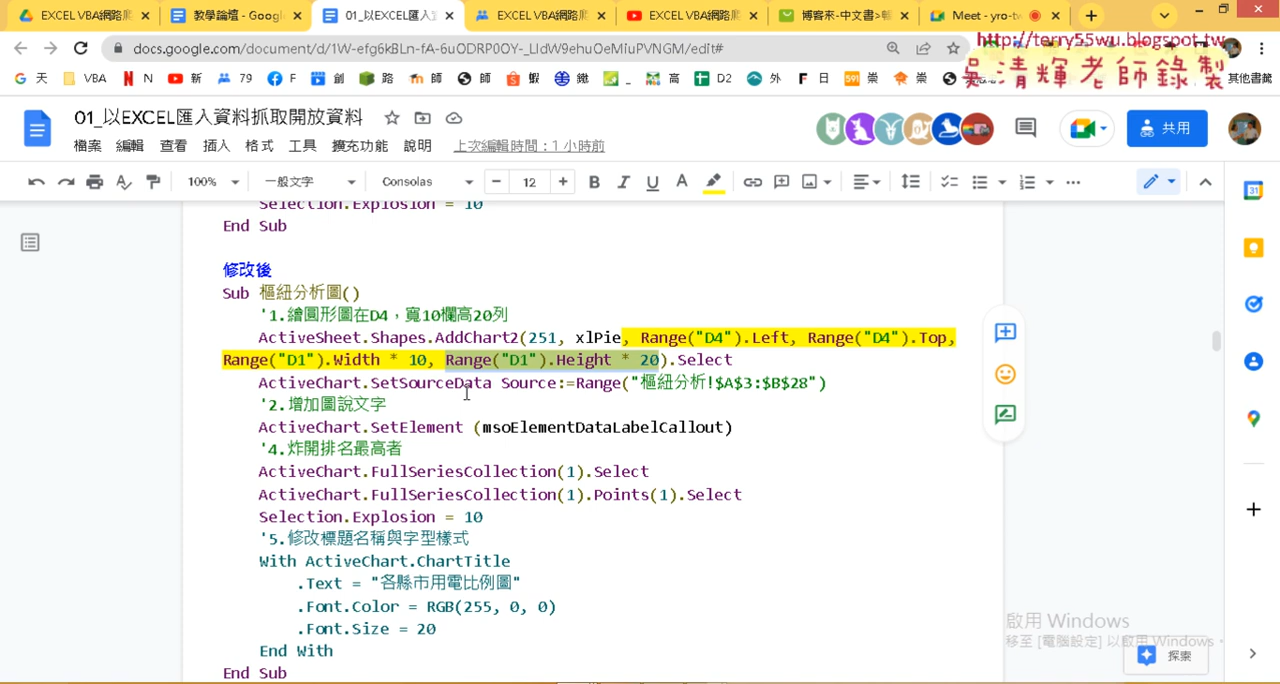 EXCEL VBA網路爬
教學論壇 - Googl
01_以EXCEL匯入
EXCEL VBA網路爬
EXCEL VBA網路爬
博客來-中文書>
Meet - yro-tw
docs.google.com/document/d/1W-efg6kBLn-fA-6uODRP0OY-_LIdW9ehuOeMiuPVNGM/edit#
http://terry55wu.blogspot.tw
吳清輝老師錄製
天 VBA N 新 79 F 創 路 師 師 蝦 維 高 D2 外 日 崇 崇 其他書籤
01_以EXCEL匯入資料抓取開放資料
檔案 編輯 查看 插入 格式 工具 擴充功能 說明 上次編輯時間：1 小時前
共用
100% 一般文字 Consolas 12 B I U A
Selection.Explosion = 10
End Sub
修改後
Sub 樞紐分析圖()
'1.繪圓形圖在D4，寬10欄高20列
ActiveSheet.Shapes.AddChart2(251, xlPie, Range("D4").Left, Range("D4").Top,
Range("D1").Width * 10, Range("D1").Height * 20).Select
ActiveChart.SetSourceData Source:=Range("樞紐分析!$A$3:$B$28")
'2.增加圖說文字
ActiveChart.SetElement (msoElementDataLabelCallout)
'4.炸開排名最高者
ActiveChart.FullSeriesCollection(1).Select
ActiveChart.FullSeriesCollection(1).Points(1).Select
Selection.Explosion = 10
'5.修改標題名稱與字型樣式
With ActiveChart.ChartTitle
.Text = "各縣市用電比例圖"
.Font.Color = RGB(255, 0, 0)
.Font.Size = 20
End With
End Sub
啟用 Windows
移至 [電腦設定] 以啟用 Windows。
探索